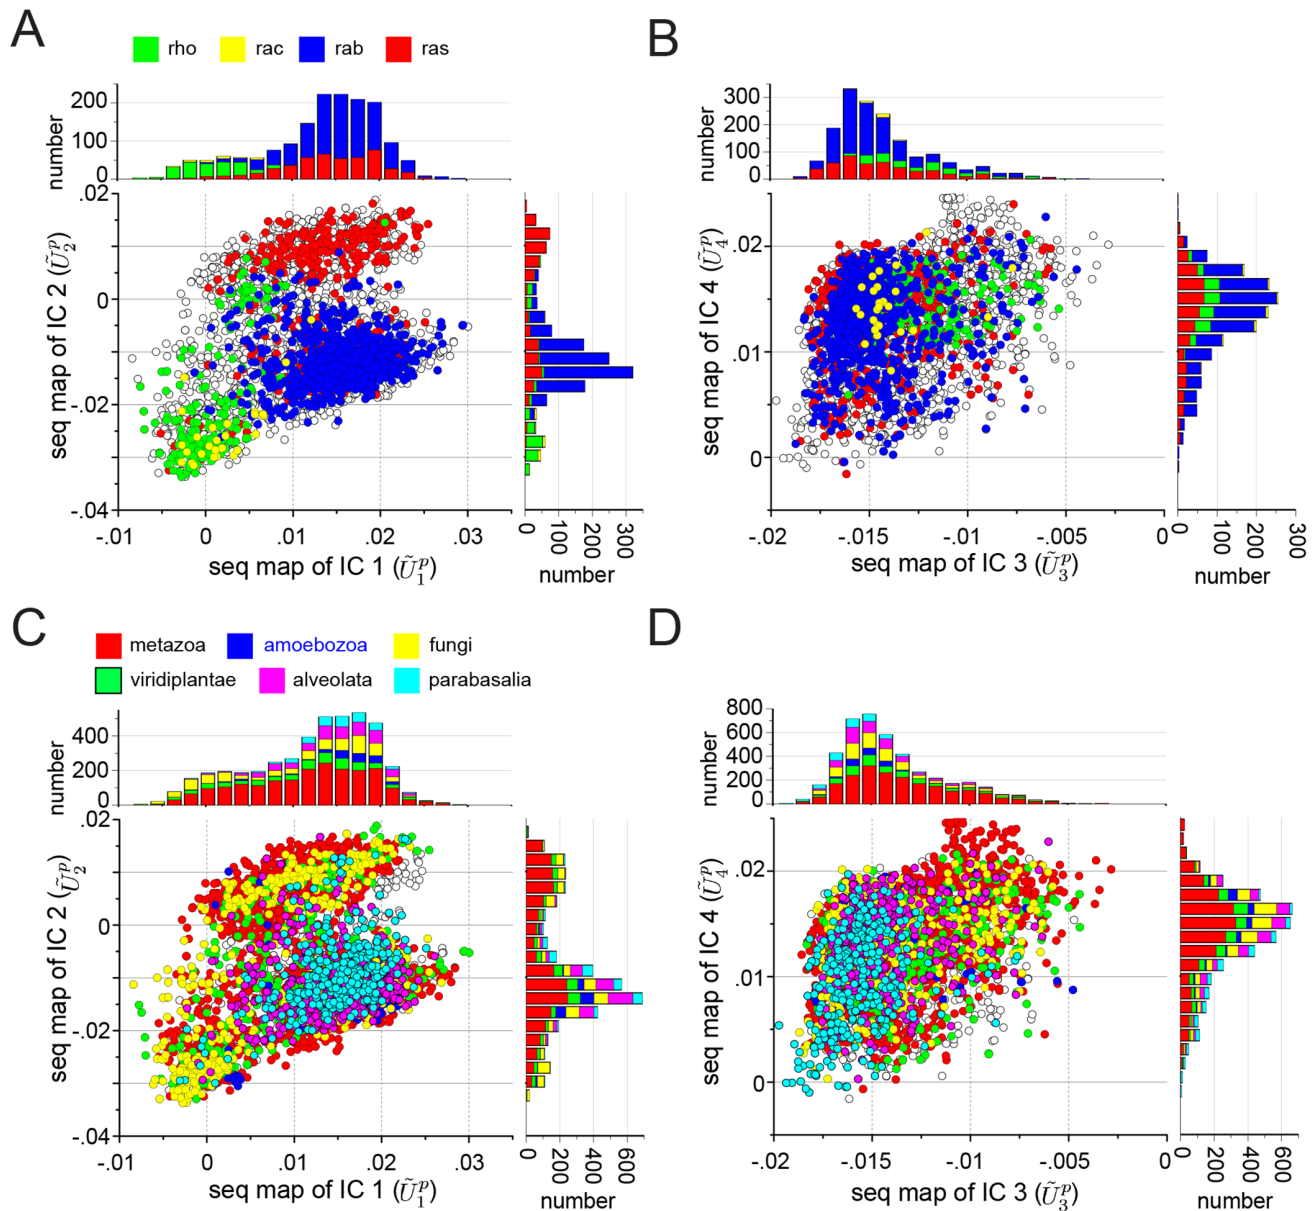 A
rho rac rab ras
200
100
0
number
.02
0
-.02
-.04
seq map of IC 2 (Ũ₂ᵖ)
-.01 0 .01 .02 .03
seq map of IC 1 (Ũ₁ᵖ)
0 100 200 300
number
B
300
200
100
0
number
.02
.01
0
seq map of IC 4 (Ũ₄ᵖ)
-.02 -.015 -.01 -.005 0
seq map of IC 3 (Ũ₃ᵖ)
0 100 200 300
number
C
metazoa amoebozoa fungi
viridiplantae alveolata parabasalia
400
200
0
number
.02
0
-.02
-.04
seq map of IC 2 (Ũ₂ᵖ)
-.01 0 .01 .02 .03
seq map of IC 1 (Ũ₁ᵖ)
0 200 400 600
number
D
800
600
400
200
0
number
.02
.01
0
seq map of IC 4 (Ũ₄ᵖ)
-.02 -.015 -.01 -.005 0
seq map of IC 3 (Ũ₃ᵖ)
0 200 400 600
number